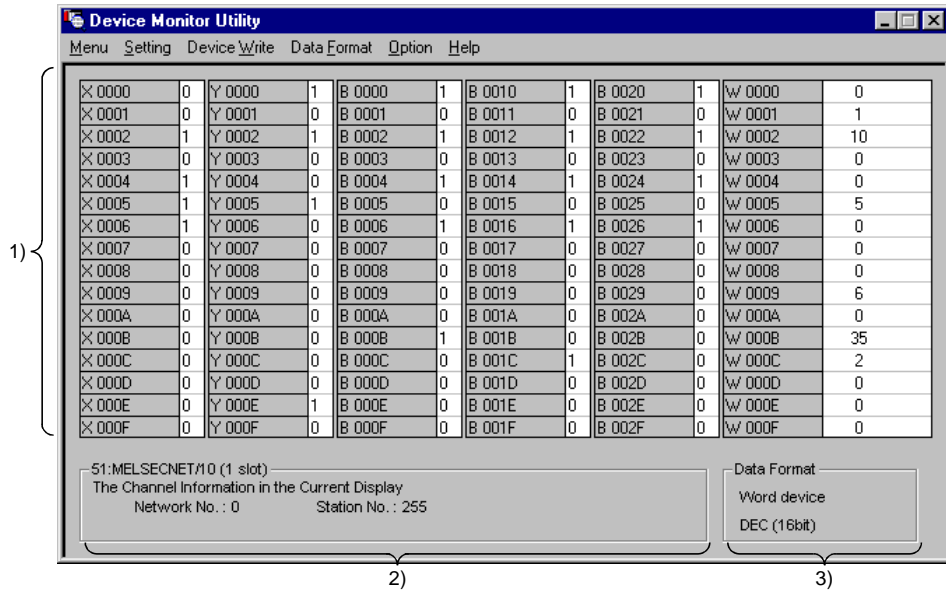 Device Monitor Utility
Menu Setting Device Write Data Format Option Help
X 0000 0 Y 0000 1 B 0000 1 B 0010 1 B 0020 1 W 0000 0
X 0001 0 Y 0001 0 B 0001 0 B 0011 0 B 0021 0 W 0001 1
X 0002 1 Y 0002 1 B 0002 1 B 0012 1 B 0022 1 W 0002 10
X 0003 0 Y 0003 0 B 0003 0 B 0013 0 B 0023 0 W 0003 0
X 0004 1 Y 0004 0 B 0004 1 B 0014 1 B 0024 1 W 0004 0
X 0005 1 Y 0005 1 B 0005 0 B 0015 0 B 0025 0 W 0005 5
X 0006 1 Y 0006 0 B 0006 1 B 0016 1 B 0026 1 W 0006 0
1) X 0007 0 Y 0007 0 B 0007 0 B 0017 0 B 0027 0 W 0007 0
X 0008 0 Y 0008 0 B 0008 0 B 0018 0 B 0028 0 W 0008 0
X 0009 0 Y 0009 0 B 0009 0 B 0019 0 B 0029 0 W 0009 6
X 000A 0 Y 000A 0 B 000A 0 B 001A 0 B 002A 0 W 000A 0
X 000B 0 Y 000B 0 B 000B 1 B 001B 0 B 002B 0 W 000B 35
X 000C 0 Y 000C 0 B 000C 0 B 001C 1 B 002C 0 W 000C 2
X 000D 0 Y 000D 0 B 000D 0 B 001D 0 B 002D 0 W 000D 0
X 000E 0 Y 000E 1 B 000E 0 B 001E 0 B 002E 0 W 000E 0
X 000F 0 Y 000F 0 B 000F 0 B 001F 0 B 002F 0 W 000F 0
51:MELSECNET/10 (1 slot)
The Channel Information in the Current Display
Network No. : 0 Station No. : 255
Data Format
Word device
DEC (16bit)
2) 3)